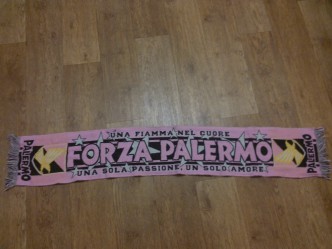 UNA FIAMMA NEL CUORE
PALERMO FORZA PALERMO PALERMO
UNA SOLA PASSIONE, UN SOLO AMORE